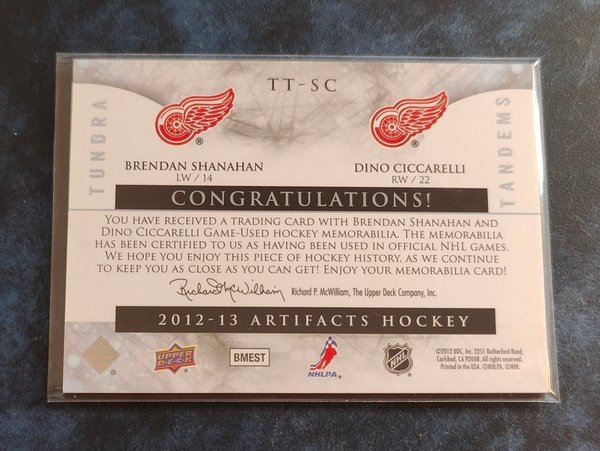 TT-SC
TUNDRA
TANDEMS
®
®
BRENDAN SHANAHAN
LW / 14
DINO CICCARELLI
RW / 22
CONGRATULATIONS!
YOU HAVE RECEIVED A TRADING CARD WITH BRENDAN SHANAHAN AND
DINO CICCARELLI GAME-USED HOCKEY MEMORABILIA. THE MEMORABILIA
HAS BEEN CERTIFIED TO US AS HAVING BEEN USED IN OFFICIAL NHL GAMES.
WE HOPE YOU ENJOY THIS PIECE OF HOCKEY HISTORY, AS WE CONTINUE
TO KEEP YOU AS CLOSE AS YOU CAN GET! ENJOY YOUR MEMORABILIA CARD!
Richard P. McWilliam Richard P. McWilliam, The Upper Deck Company, Inc.
2012-13 ARTIFACTS HOCKEY
®
UPPER
DECK
BMEST
NHLPA.
NHL
©2012 UDC, Inc. 2251 Rutherford Road,
Carlsbad, CA 92008. All rights reserved.
Printed in the USA. ©NHLPA. ©NHL.